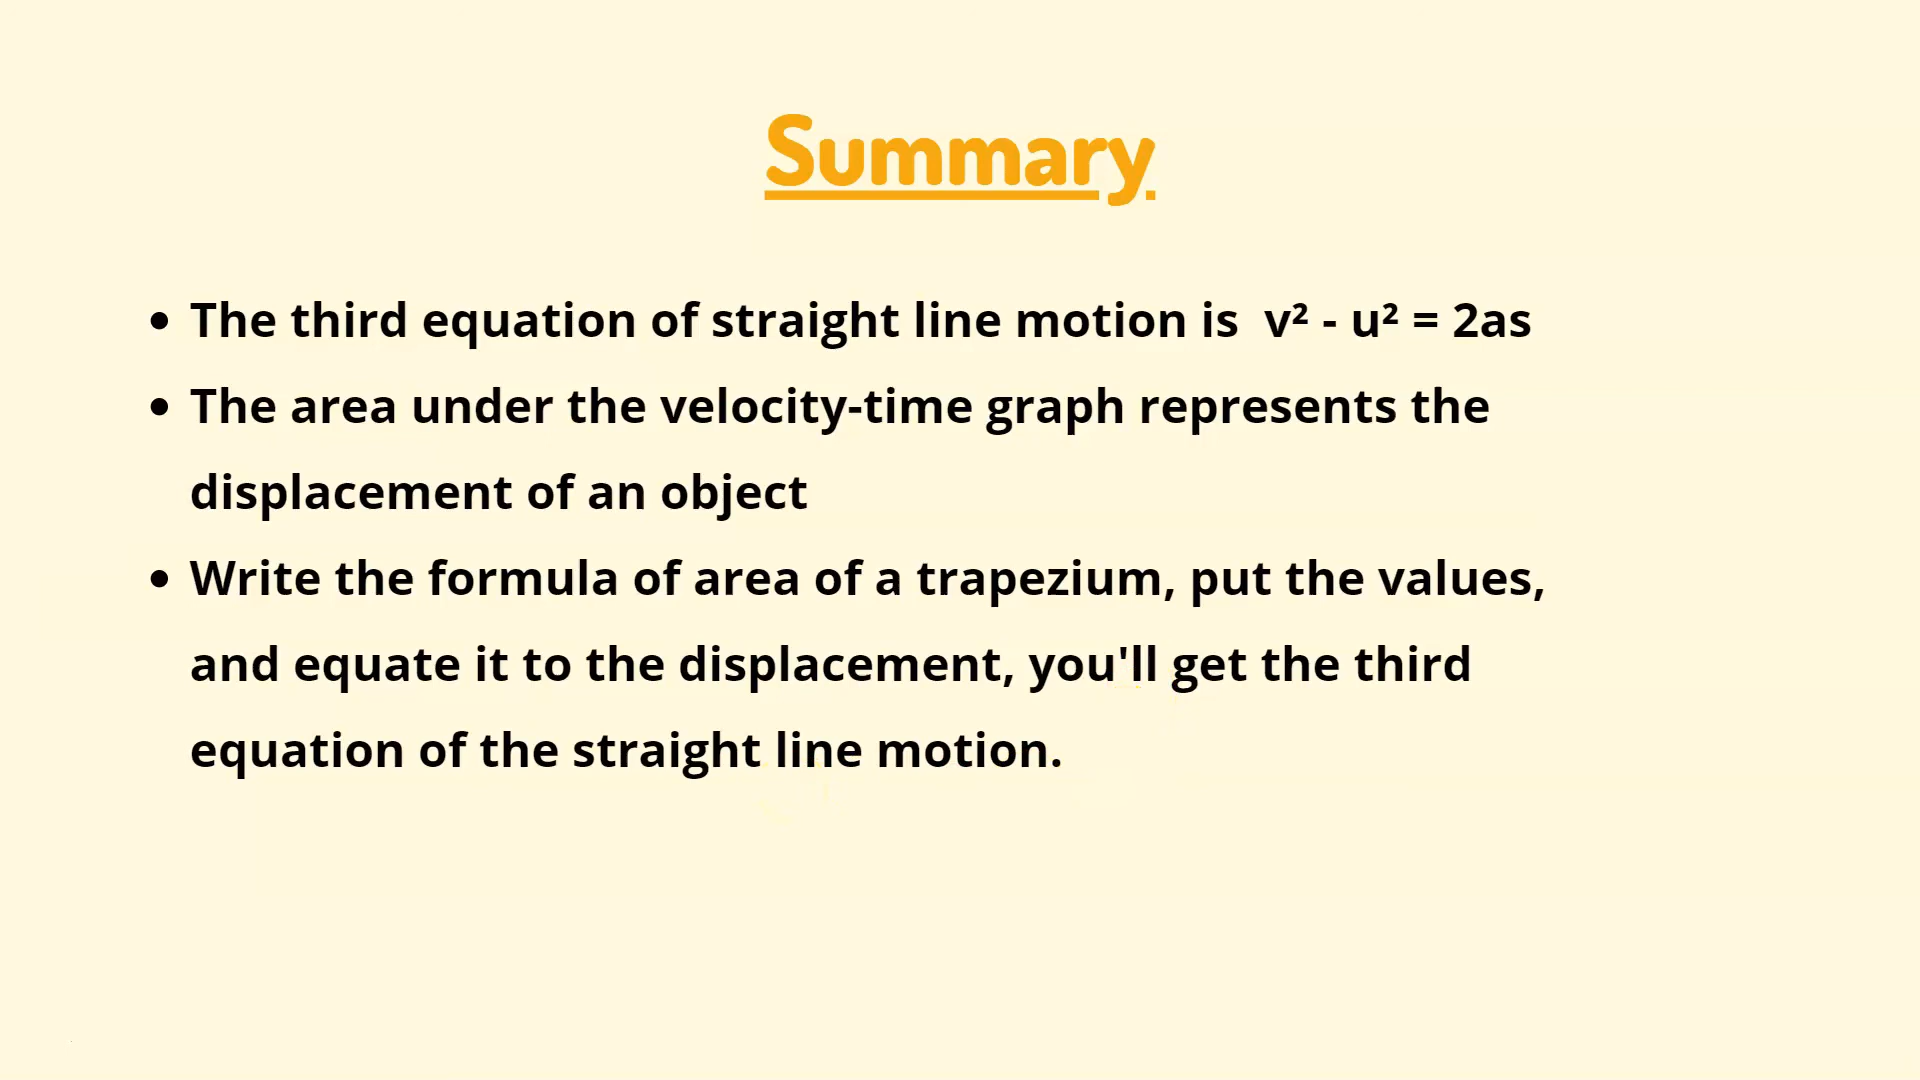 Summary
• The third equation of straight line motion is v² - u² = 2as
• The area under the velocity-time graph represents the
displacement of an object
• Write the formula of area of a trapezium, put the values,
and equate it to the displacement, you'll get the third
equation of the straight line motion.